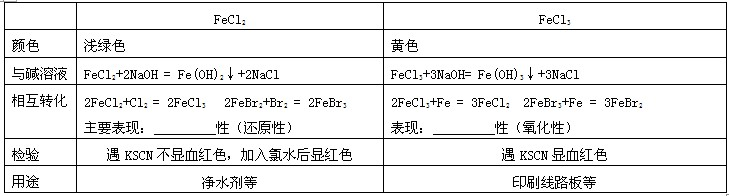 FeCl₂ FeCl₃
颜色 浅绿色 黄色
与碱溶液 FeCl₂+2NaOH = Fe(OH)₂↓+2NaCl FeCl₃+3NaOH= Fe(OH)₃↓+3NaCl
相互转化 2FeCl₂+Cl₂ = 2FeCl₃ 2FeBr₂+Br₂ = 2FeBr₃ 2FeCl₃+Fe = 3FeCl₂ 2FeBr₃+Fe = 3FeBr₂
主要表现：________性（还原性） 表现：________性（氧化性）
检验 遇 KSCN 不显血红色，加入氯水后显红色 遇 KSCN 显血红色
用途 净水剂等 印刷线路板等